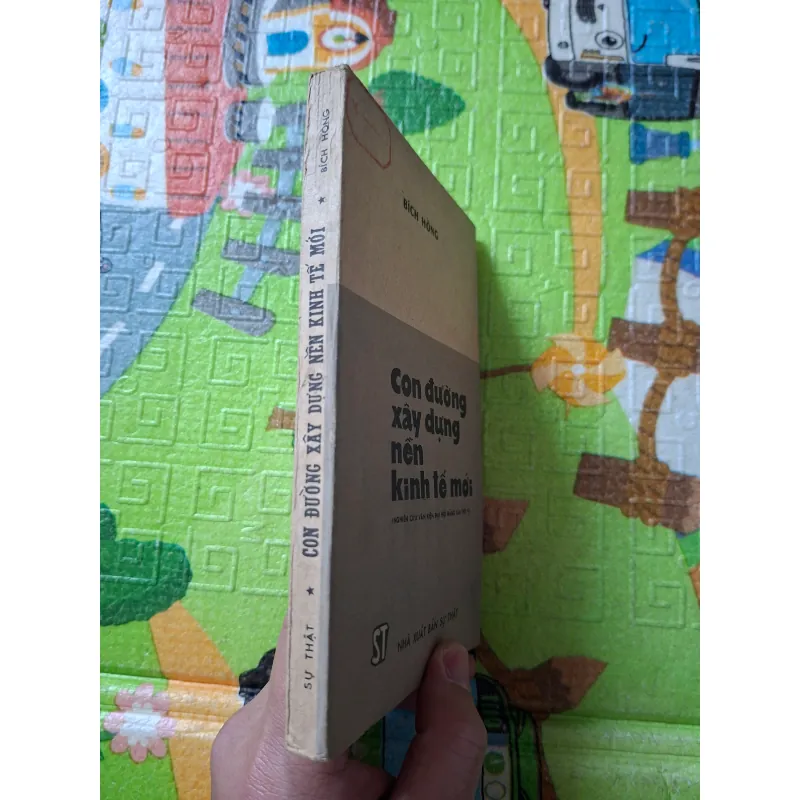 SỰ THẬT ★ CON ĐƯỜNG XÂY DỰNG NỀN KINH TẾ MỚI ★ BÍCH HỒNG
BÍCH HỒNG
Con đường
xây dựng
nền
kinh tế mới
ST
NHÀ XUẤT BẢN SỰ THẬT